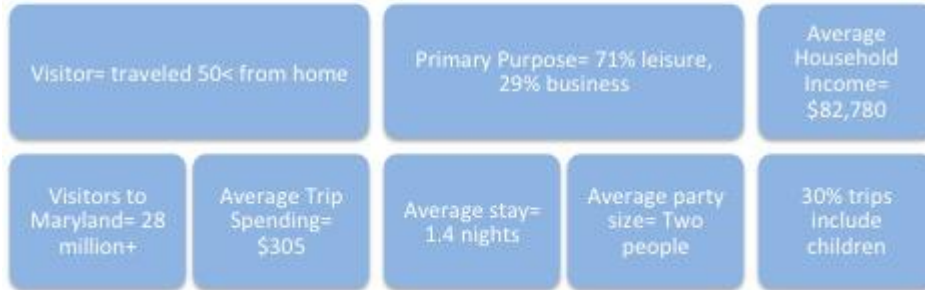 Visitor= traveled 50< from home
Primary Purpose= 71% leisure,
29% business
Average
Household
Income=
$82,780
Visitors to
Maryland= 28
million+
Average Trip
Spending=
$305
Average stay=
1.4 nights
Average party
size= Two
people
30% trips
include
children